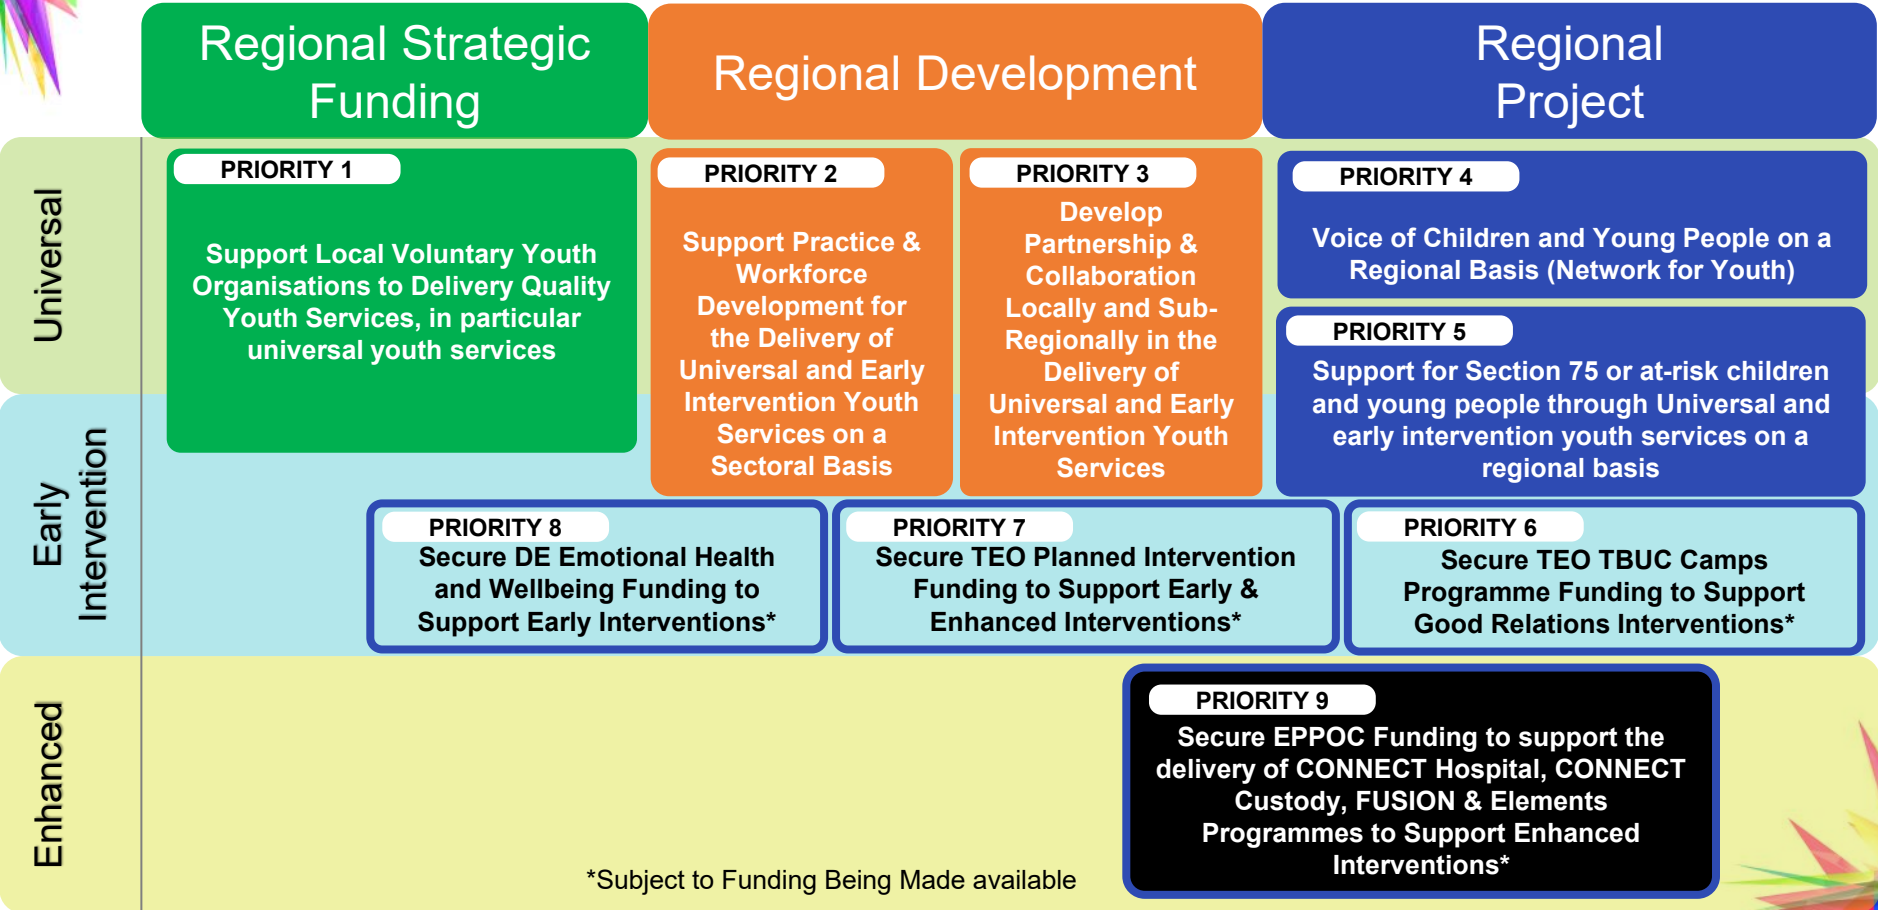 Regional Strategic
Funding
Regional Development
Regional
Project
Universal
PRIORITY 1
Support Local Voluntary Youth
Organisations to Delivery Quality
Youth Services, in particular
universal youth services
PRIORITY 2
Support Practice &
Workforce
Development for
the Delivery of
Universal and Early
Intervention Youth
Services on a
Sectoral Basis
PRIORITY 3
Develop
Partnership &
Collaboration
Locally and Sub-
Regionally in the
Delivery of
Universal and Early
Intervention Youth
Services
PRIORITY 4
Voice of Children and Young People on a
Regional Basis (Network for Youth)
PRIORITY 5
Support for Section 75 or at-risk children
and young people through Universal and
early intervention youth services on a
regional basis
Early
Intervention
PRIORITY 8
Secure DE Emotional Health
and Wellbeing Funding to
Support Early Interventions*
PRIORITY 7
Secure TEO Planned Intervention
Funding to Support Early &
Enhanced Interventions*
PRIORITY 6
Secure TEO TBUC Camps
Programme Funding to Support
Good Relations Interventions*
Enhanced
PRIORITY 9
Secure EPPOC Funding to support the
delivery of CONNECT Hospital, CONNECT
Custody, FUSION & Elements
Programmes to Support Enhanced
Interventions*
*Subject to Funding Being Made available